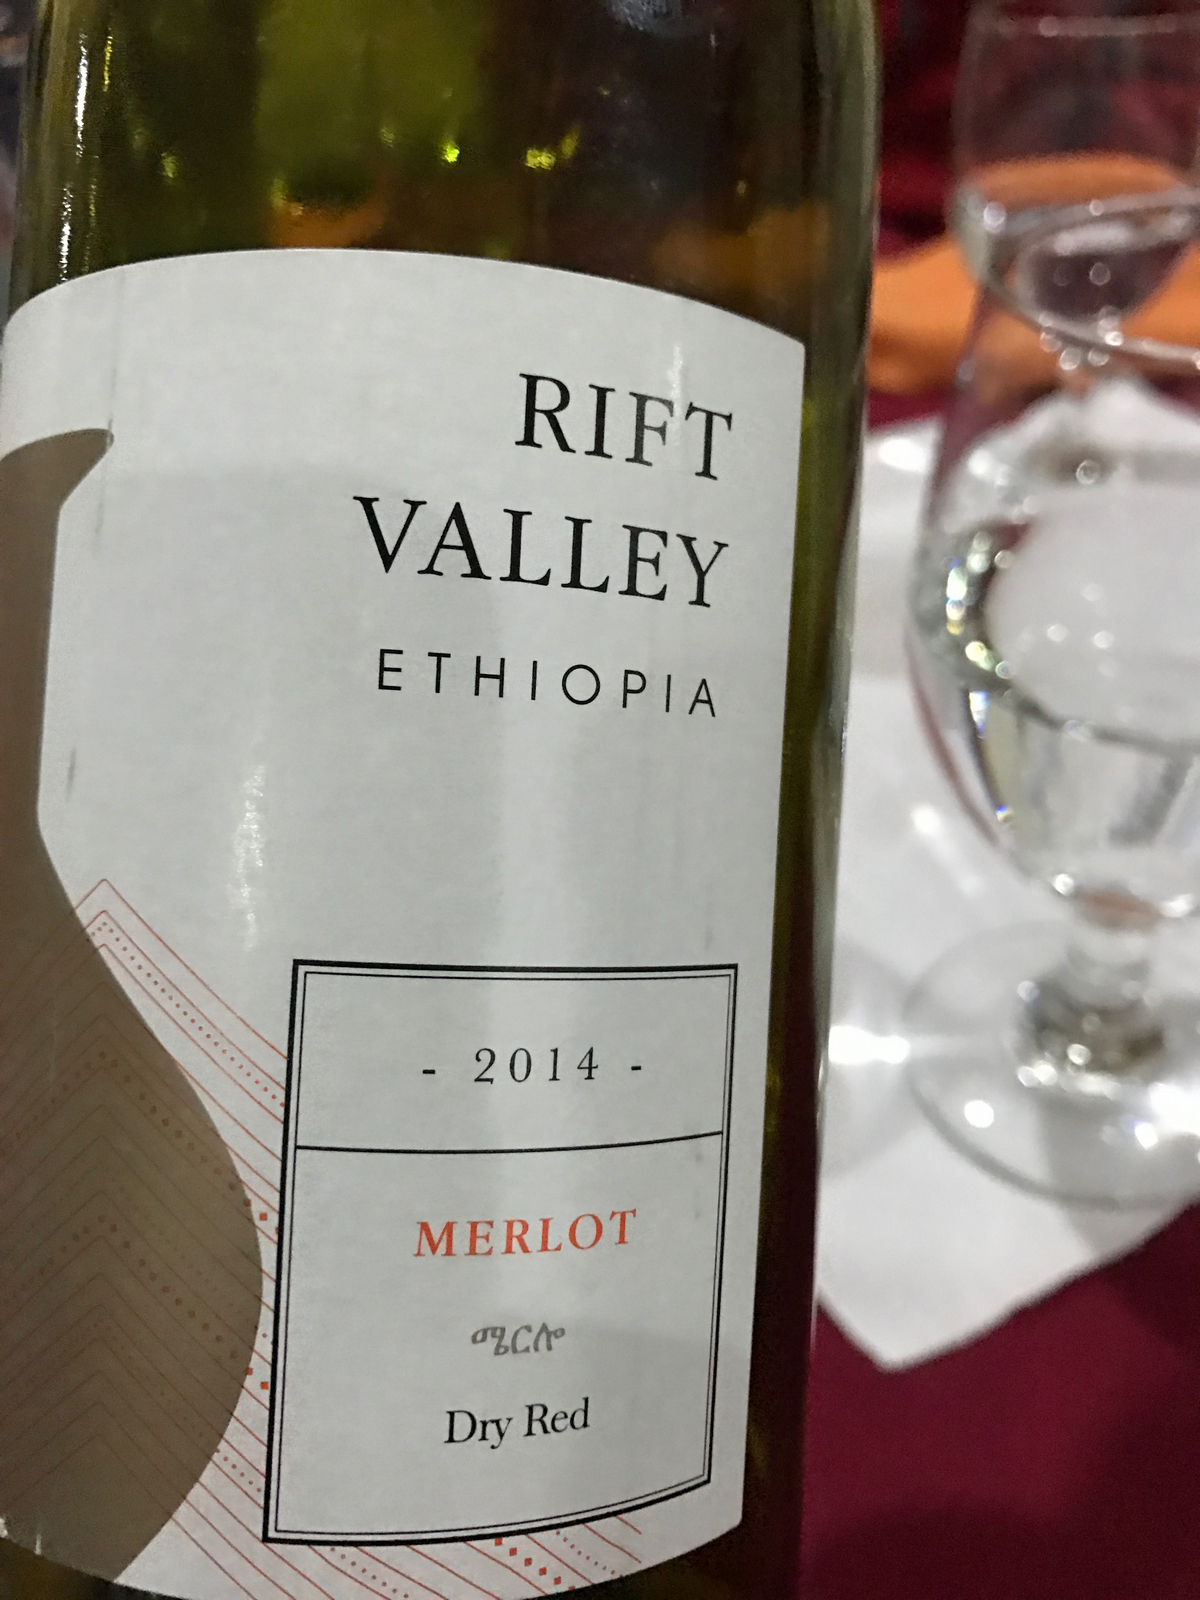 RIFT
VALLEY
ETHIOPIA
- 2014 -
MERLOT
ሜርሎ
Dry Red